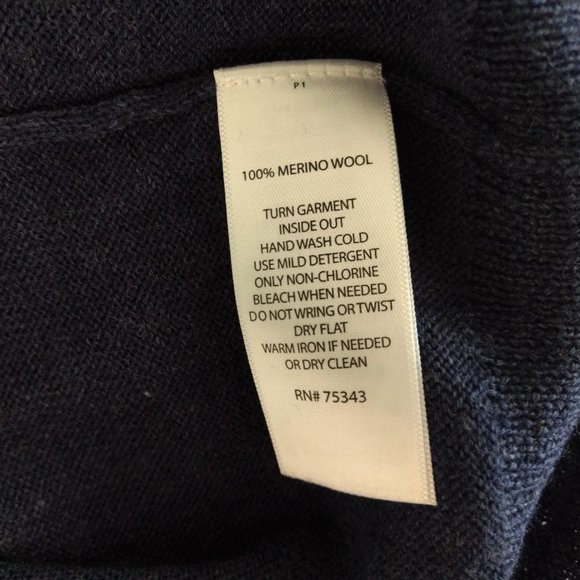 P1
100% MERINO WOOL
TURN GARMENT
INSIDE OUT
HAND WASH COLD
USE MILD DETERGENT
ONLY NON-CHLORINE
BLEACH WHEN NEEDED
DO NOT WRING OR TWIST
DRY FLAT
WARM IRON IF NEEDED
OR DRY CLEAN
RN# 75343